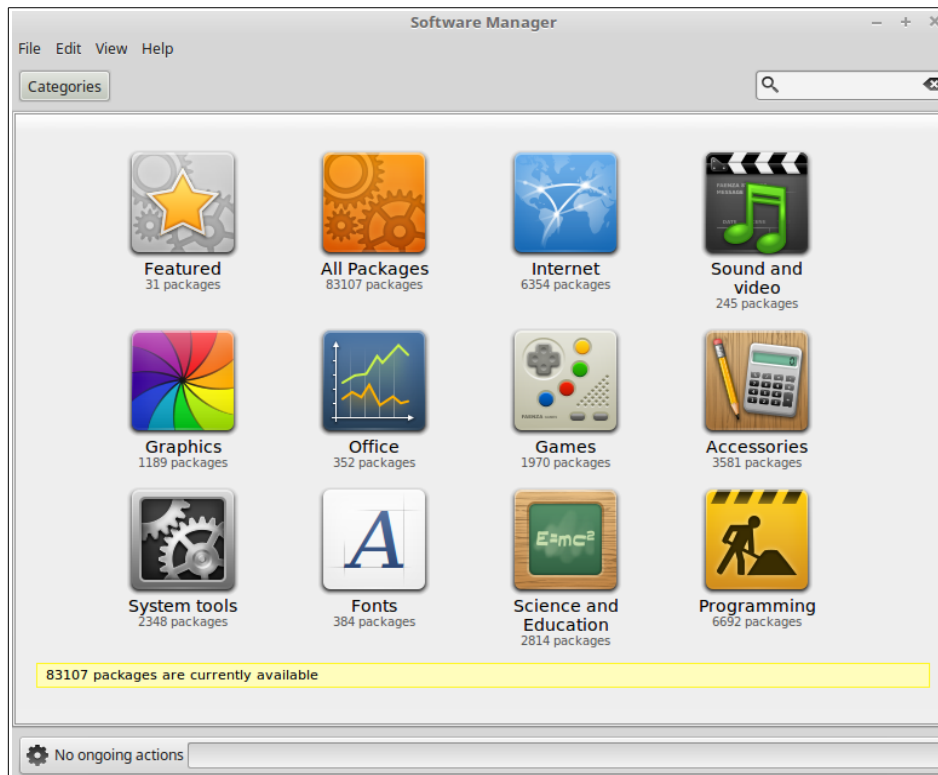 Software Manager
File Edit View Help
Categories
Featured
31 packages
All Packages
83107 packages
Internet
6354 packages
Sound and
video
245 packages
Graphics
1189 packages
Office
352 packages
Games
1970 packages
Accessories
3581 packages
System tools
2348 packages
Fonts
384 packages
E=mc²
Science and
Education
2814 packages
Programming
6692 packages
83107 packages are currently available
No ongoing actions